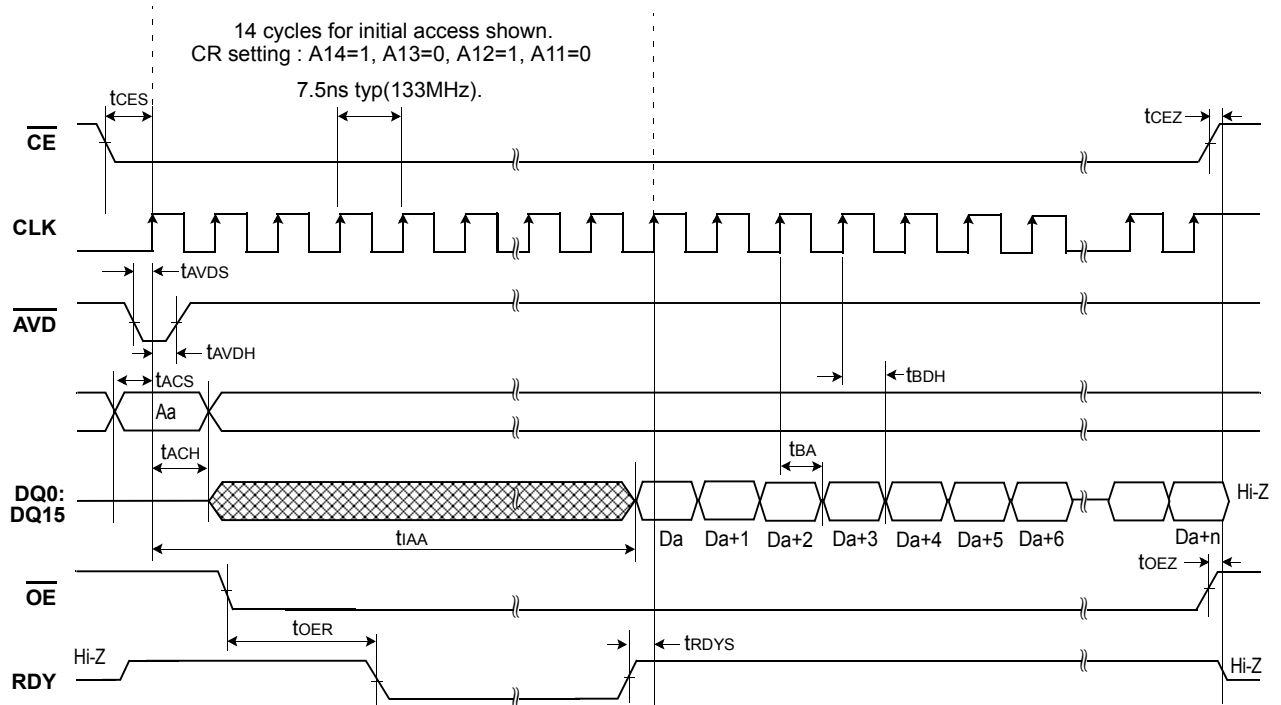 14 cycles for initial access shown.
CR setting : A14=1, A13=0, A12=1, A11=0
7.5ns typ(133MHz).
tCES
tCEZ
CE
CLK
tAVDS
AVD
tAVDH
tBDH
tACS
Aa
tBA
tACH
DQ0:
DQ15
Hi-Z
tIAA
Da Da+1 Da+2 Da+3 Da+4 Da+5 Da+6 Da+n
tOEZ
OE
tOER
tRDYS
Hi-Z
Hi-Z
RDY